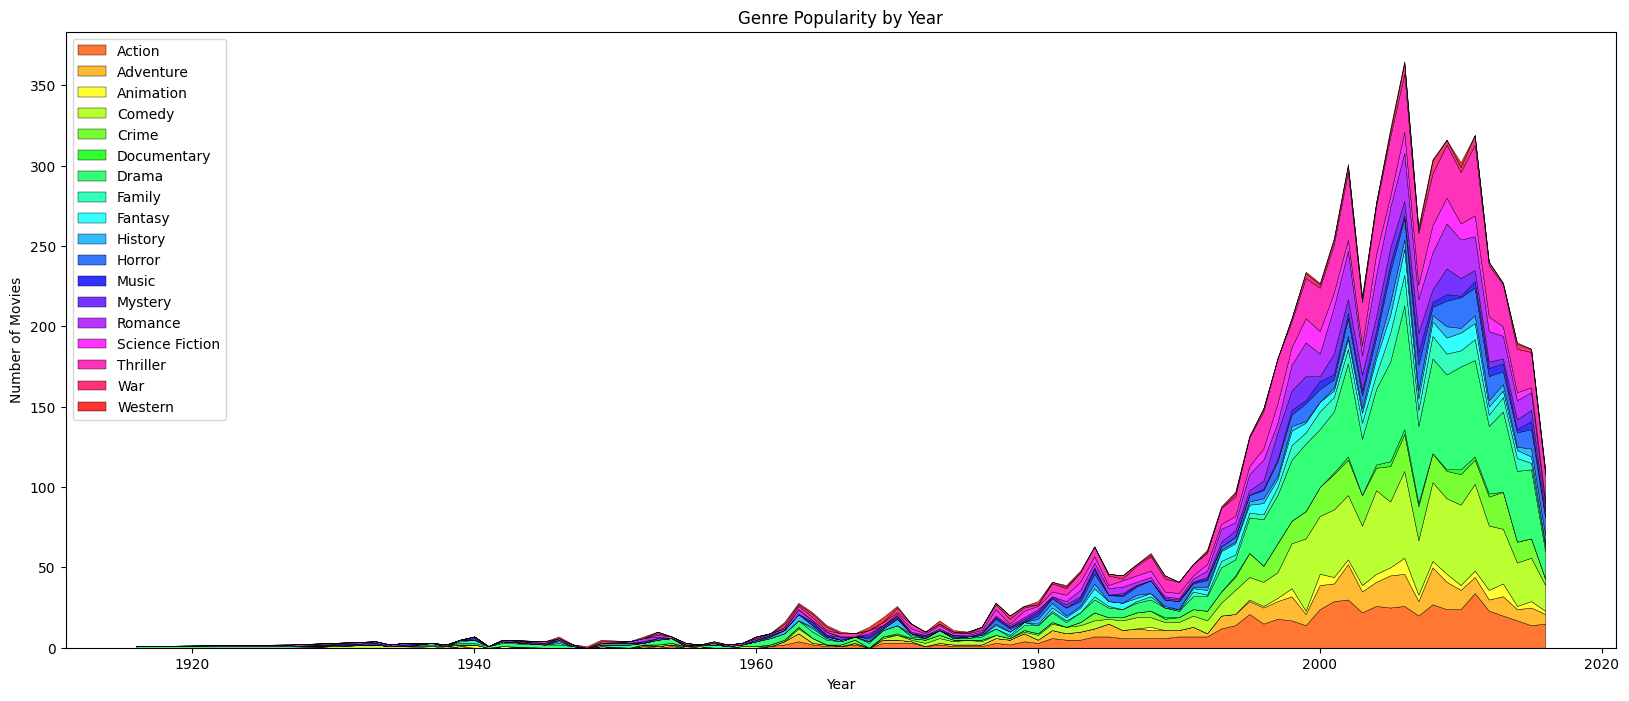 Genre Popularity by Year
Action
Adventure
Animation
Comedy
Crime
Documentary
Drama
Family
Fantasy
History
Horror
Music
Mystery
Romance
Science Fiction
Thriller
War
Western
Number of Movies
350
300
250
200
150
100
50
0
1920
1940
1960
1980
2000
2020
Year